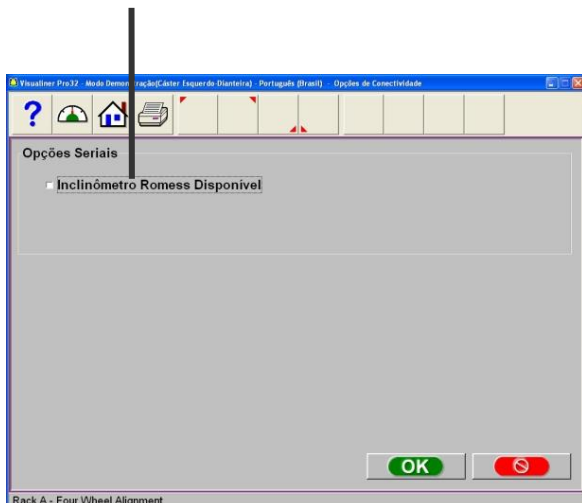 Visualiner Pro32 - Modo Demonstração(Cáster Esquerdo-Dianteira) - Português (Brasil) - Opções de Conectividade
?
Opções Seriais
Inclinômetro Romess Disponível
OK
Rack A - Four Wheel Alignment